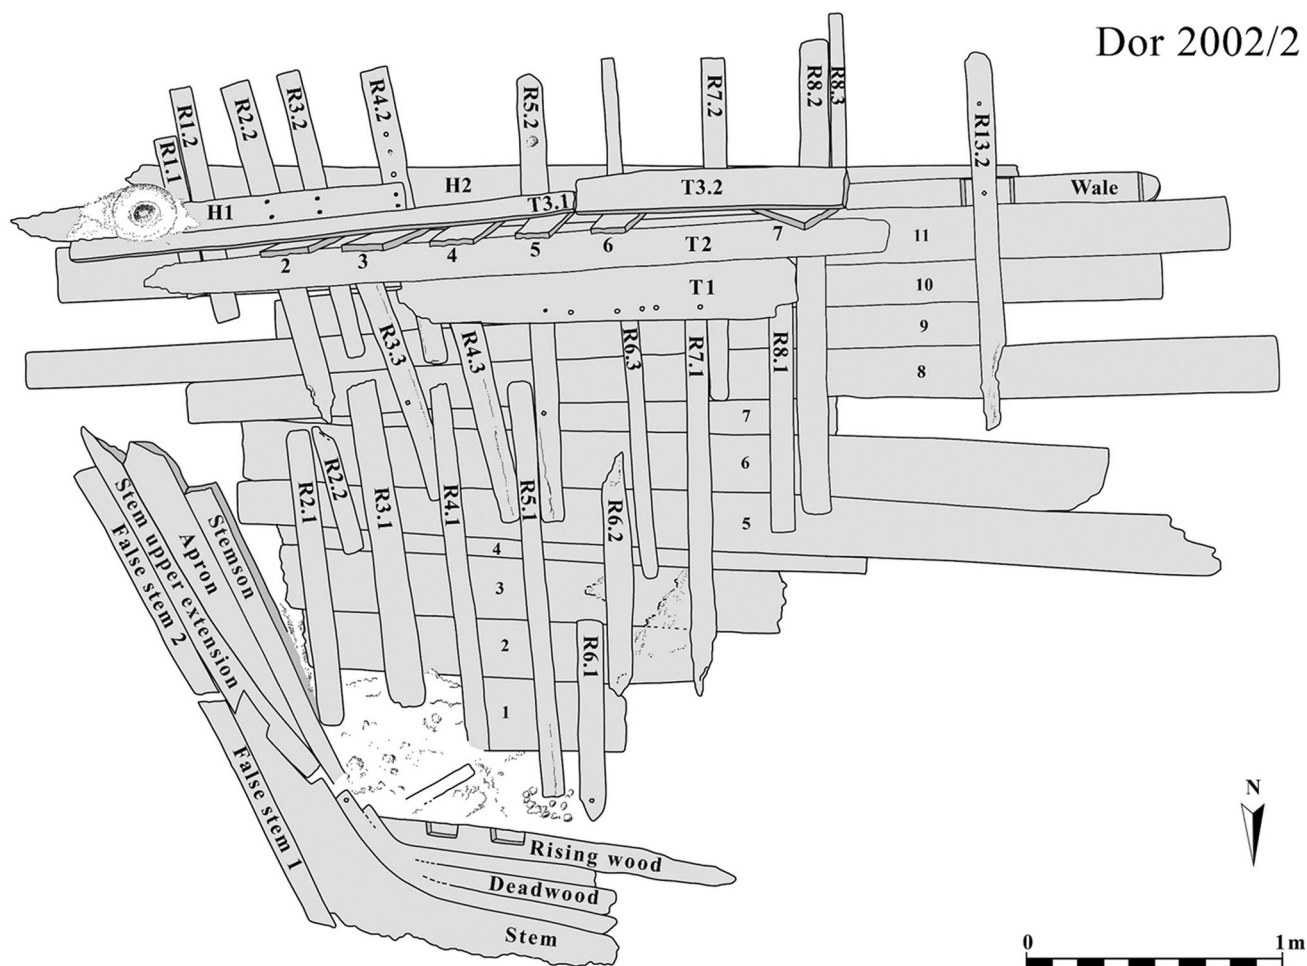 Dor 2002/2
R1.1
R1.2
R2.2
R3.2
R4.2
R5.2
R7.2
R8.2
R8.3
R13.2
H1
H2
T3.1
T3.2
Wale
2
3
4
5
6
7
T2
T1
11
10
9
8
7
6
5
4
3
2
1
R3.3
R4.3
R6.3
R7.1
R8.1
R2.1
R2.2
R3.1
R4.1
R5.1
R6.2
R6.1
Stemson
Apron
Stem upper extension
False stem 2
False stem 1
Rising wood
Deadwood
Stem
N
0
1 m